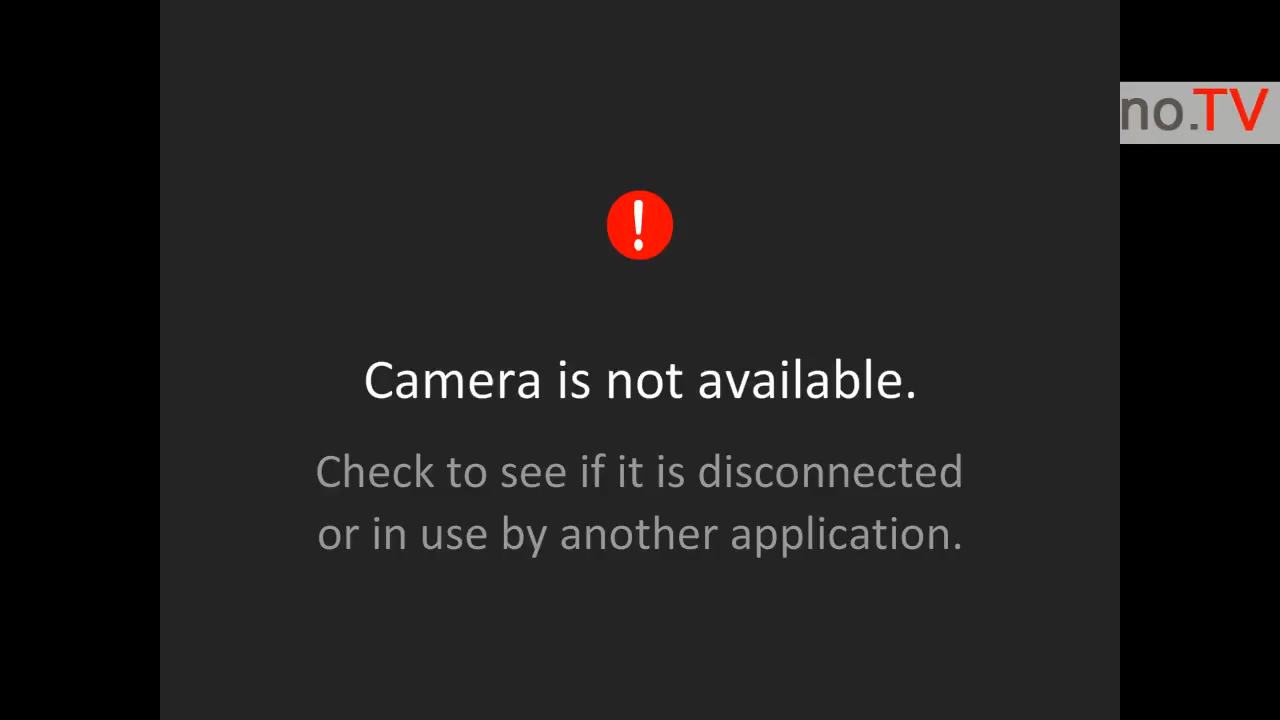 no.TV
!
Camera is not available.
Check to see if it is disconnected
or in use by another application.